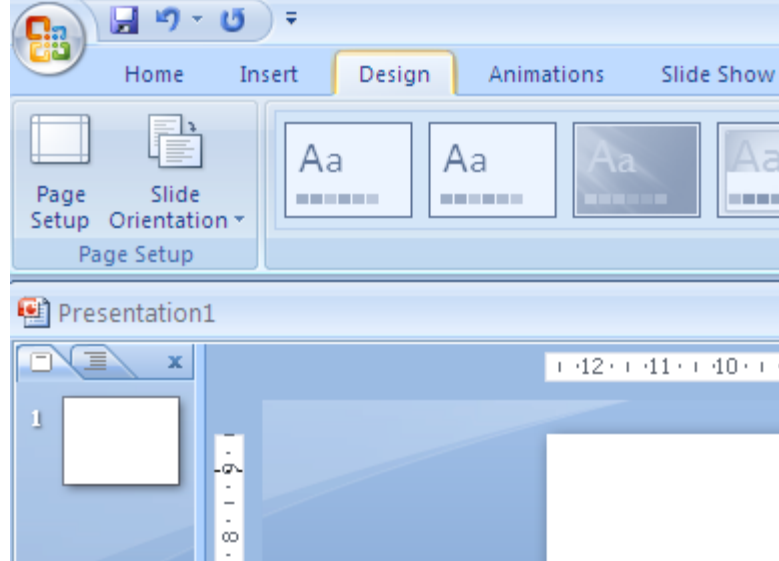 Home Insert Design Animations Slide Show
Aa Aa Aa Aa
Page Setup
Slide Orientation
Page Setup
Presentation1
·12· ·11· ·10·
1
9
8